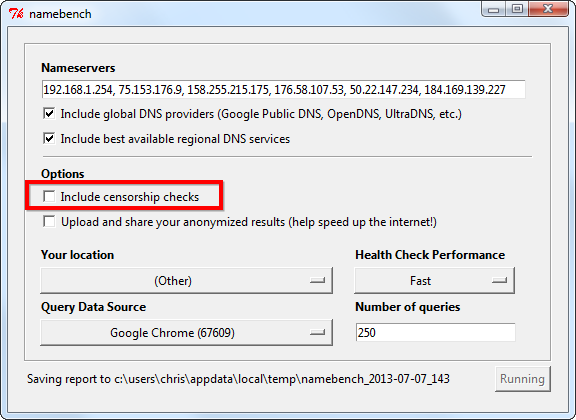 namebench
Nameservers
192.168.1.254, 75.153.176.9, 158.255.215.175, 176.58.107.53, 50.22.147.234, 184.169.139.227
Include global DNS providers (Google Public DNS, OpenDNS, UltraDNS, etc.)
Include best available regional DNS services
Options
Include censorship checks
Upload and share your anonymized results (help speed up the internet!)
Your location
Health Check Performance
(Other)
Fast
Query Data Source
Number of queries
Google Chrome (67609)
250
Saving report to c:\users\chris\appdata\local\temp\namebench_2013-07-07_143
Running